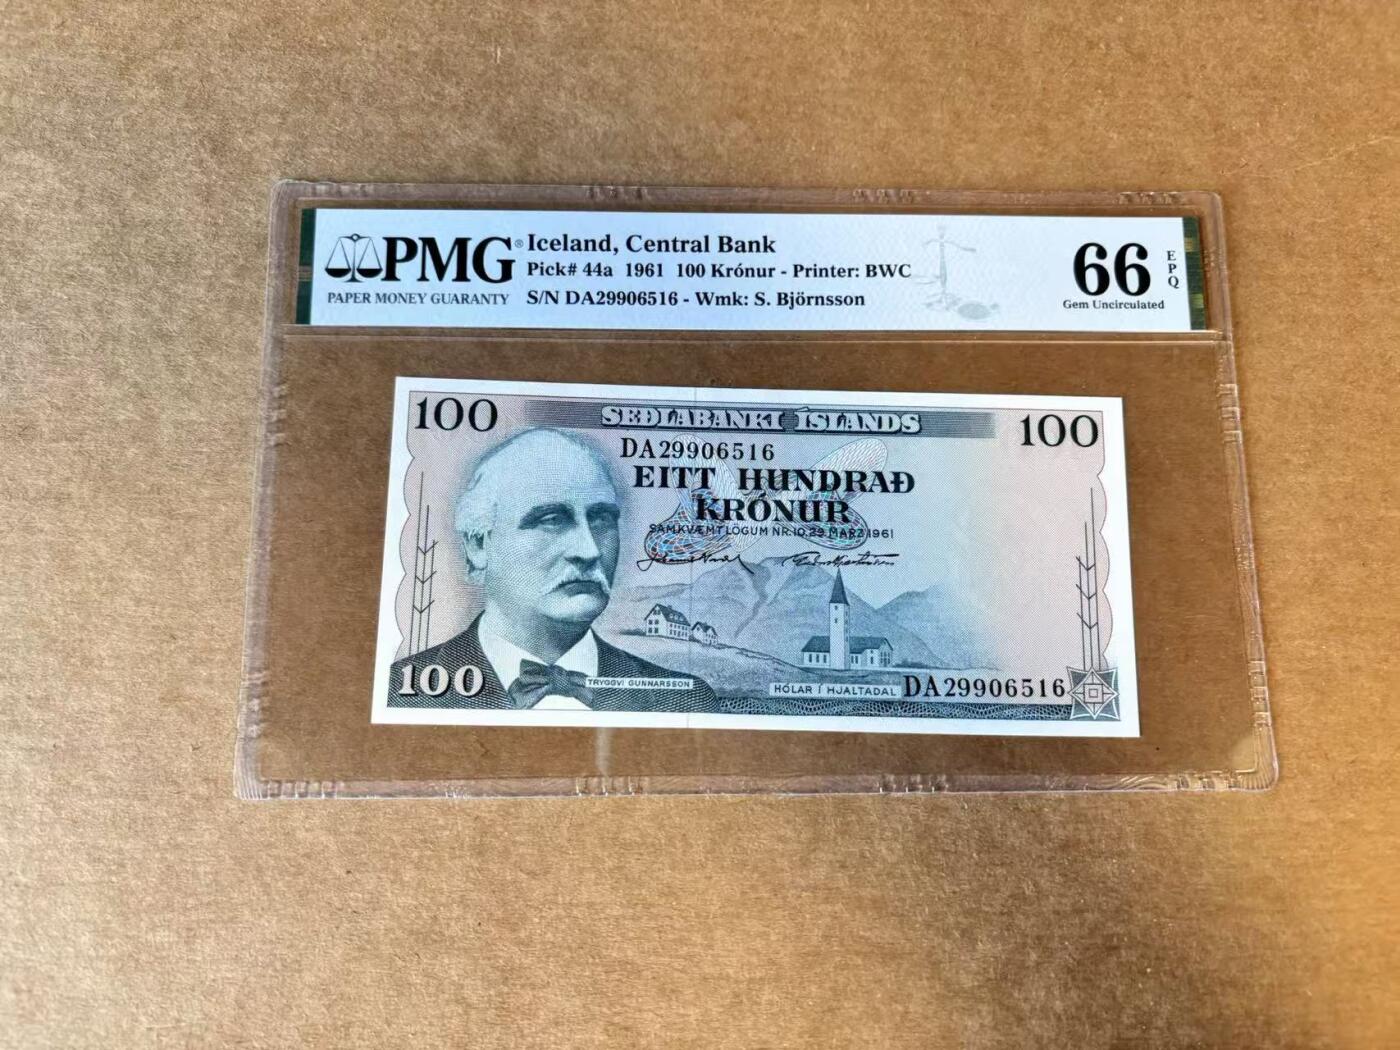 PMG®
PAPER MONEY GUARANTY
Iceland, Central Bank
Pick# 44a 1961 100 Krónur - Printer: BWC
S/N DA29906516 - Wmk: S. Björnsson
66
EPQ
Gem Uncirculated
100
SEÐLABANKI ÍSLANDS
100
DA29906516
EITT HUNDRAÐ
KRÓNUR
SAMKVÆMT LÖGUM NR. 10, 29 MARZ 1961
100
TRYGGVI GUNNARSSON
HÓLAR Í HJALTADAL
DA29906516